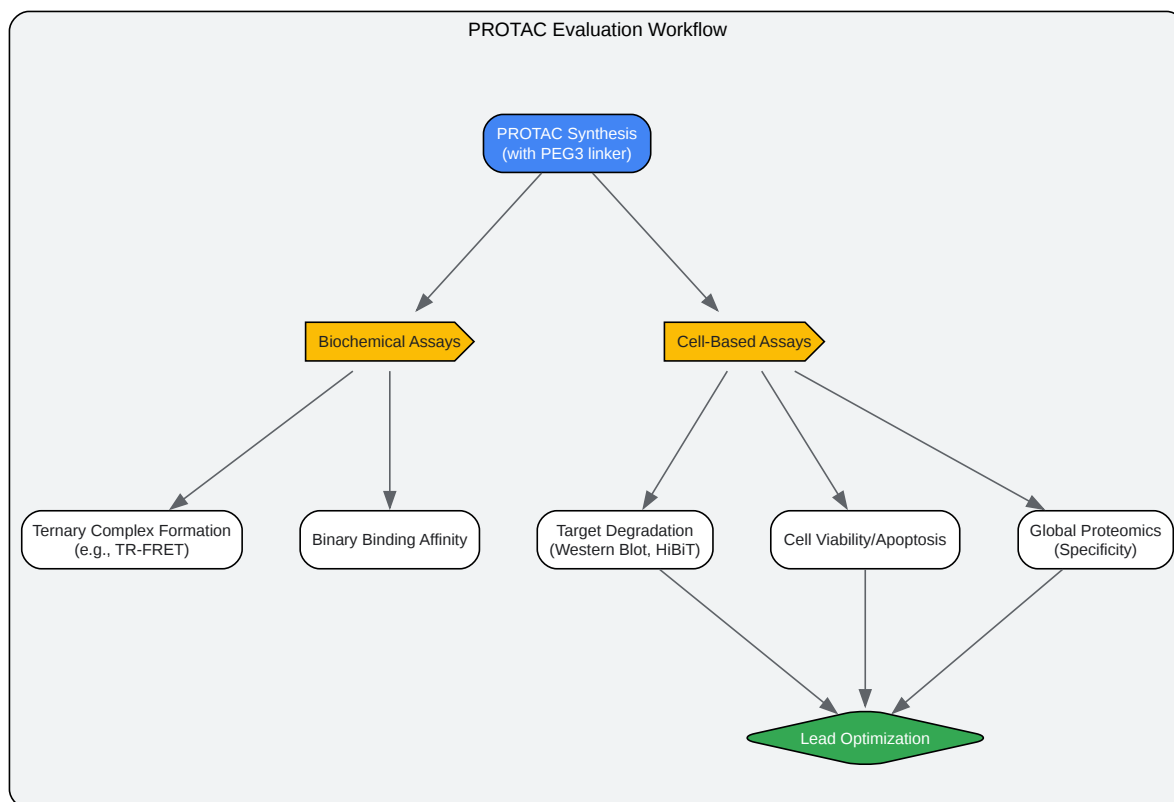 PROTAC Evaluation Workflow
PROTAC Synthesis
(with PEG3 linker)
Biochemical Assays
Cell-Based Assays
Ternary Complex Formation
(e.g., TR-FRET)
Binary Binding Affinity
Target Degradation
(Western Blot, HiBiT)
Cell Viability/Apoptosis
Global Proteomics
(Specificity)
Lead Optimization